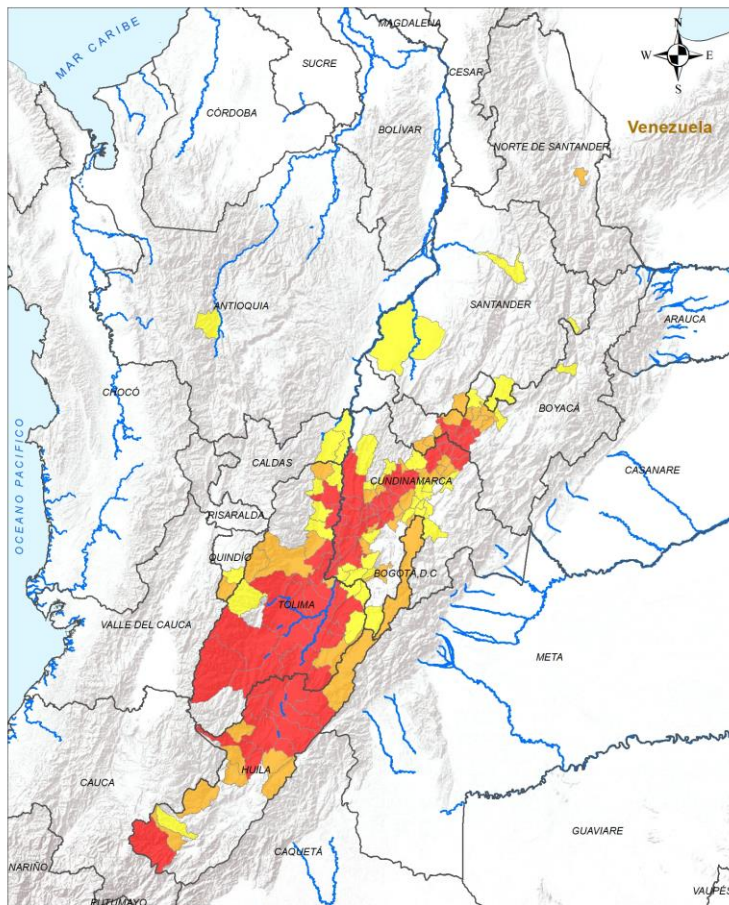 MAGDALENA
N
W E
S
MAR CARIBE
SUCRE
CESAR
CÓRDOBA
BOLÍVAR
Venezuela
NORTE DE SANTANDER
ANTIOQUIA
SANTANDER
ARAUCA
CHOCÓ
BOYACÁ
CALDAS
CASANARE
CUNDINAMARCA
OCEANO PACIFICO
RISARALDA
QUINDÍO
BOGOTÁ, D.C
TOLIMA
VALLE DEL CAUCA
META
HUILA
CAUCA
GUAVIARE
CAQUETÁ
NARIÑO
PUTUMAYO
VAUPÉS